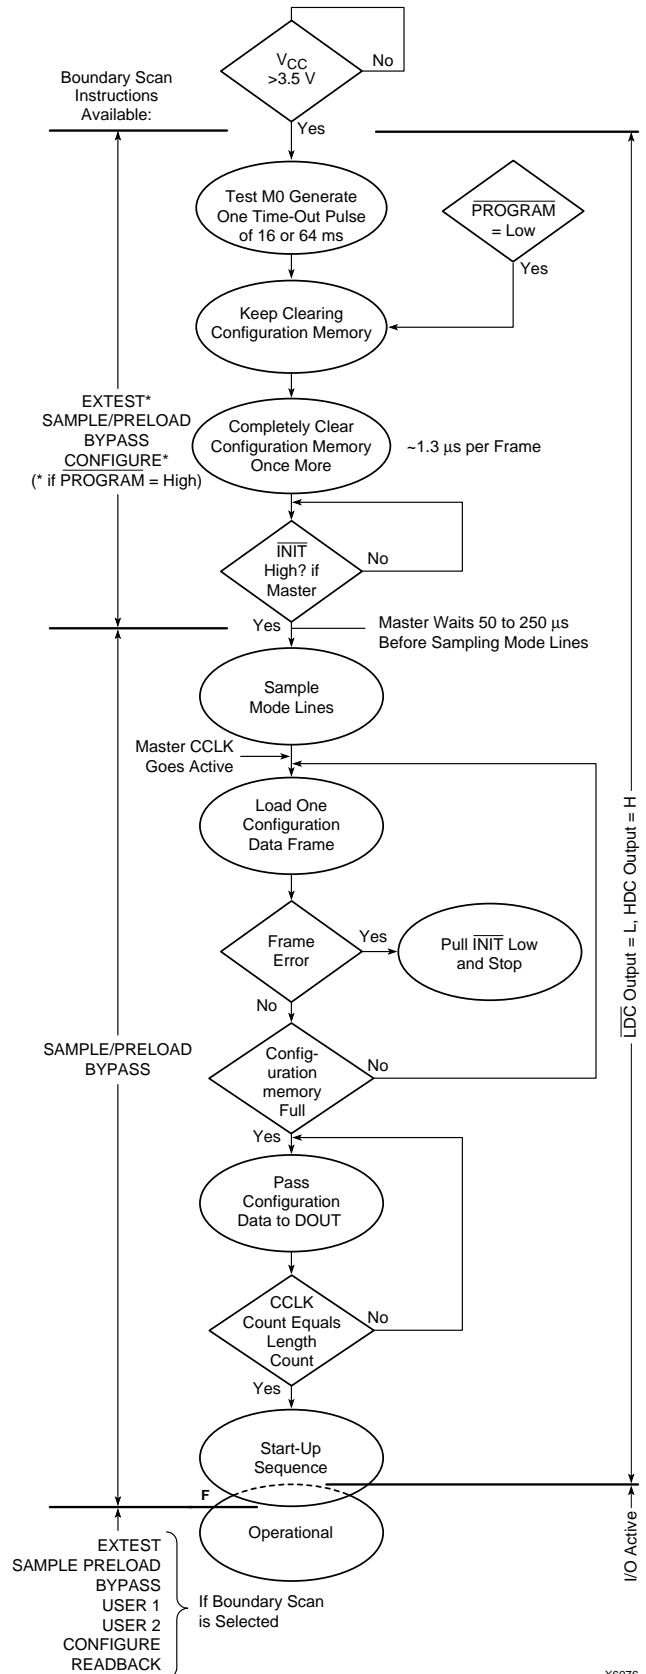 V_CC
>3.5 V
No
Boundary Scan
Instructions
Available:
Yes
Test M0 Generate
One Time-Out Pulse
of 16 or 64 ms
PROGRAM
= Low
Yes
Keep Clearing
Configuration Memory
EXTEST*
SAMPLE/PRELOAD
BYPASS
CONFIGURE*
(* if PROGRAM = High)
Completely Clear
Configuration Memory
Once More
~1.3 µs per Frame
INIT
High? if
Master
No
Yes
Master Waits 50 to 250 µs
Before Sampling Mode Lines
Sample
Mode Lines
Master CCLK
Goes Active
Load One
Configuration
Data Frame
Frame
Error
Yes
Pull INIT Low
and Stop
No
LDC Output = L, HDC Output = H
SAMPLE/PRELOAD
BYPASS
Config-
uration
memory
Full
No
Yes
Pass
Configuration
Data to DOUT
CCLK
Count Equals
Length
Count
No
Yes
Start-Up
Sequence
F
Operational
I/O Active
EXTEST
SAMPLE PRELOAD
BYPASS
USER 1
USER 2
CONFIGURE
READBACK
If Boundary Scan
is Selected